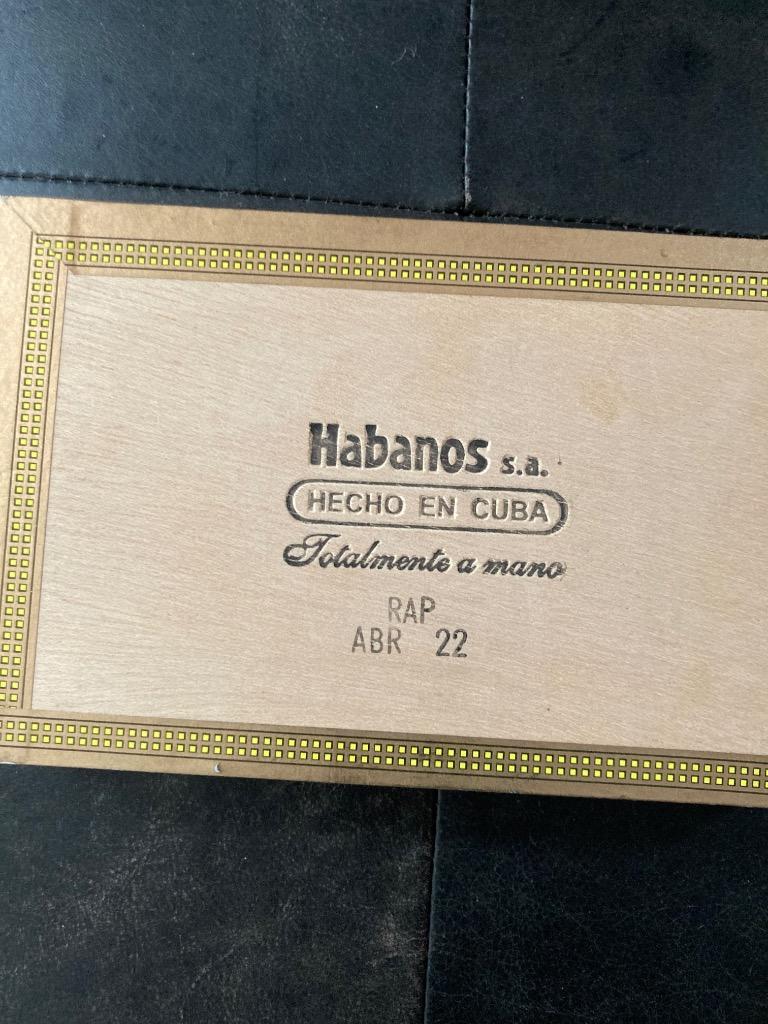 Habanos s.a.
HECHO EN CUBA
Totalmente a mano
RAP
ABR 22